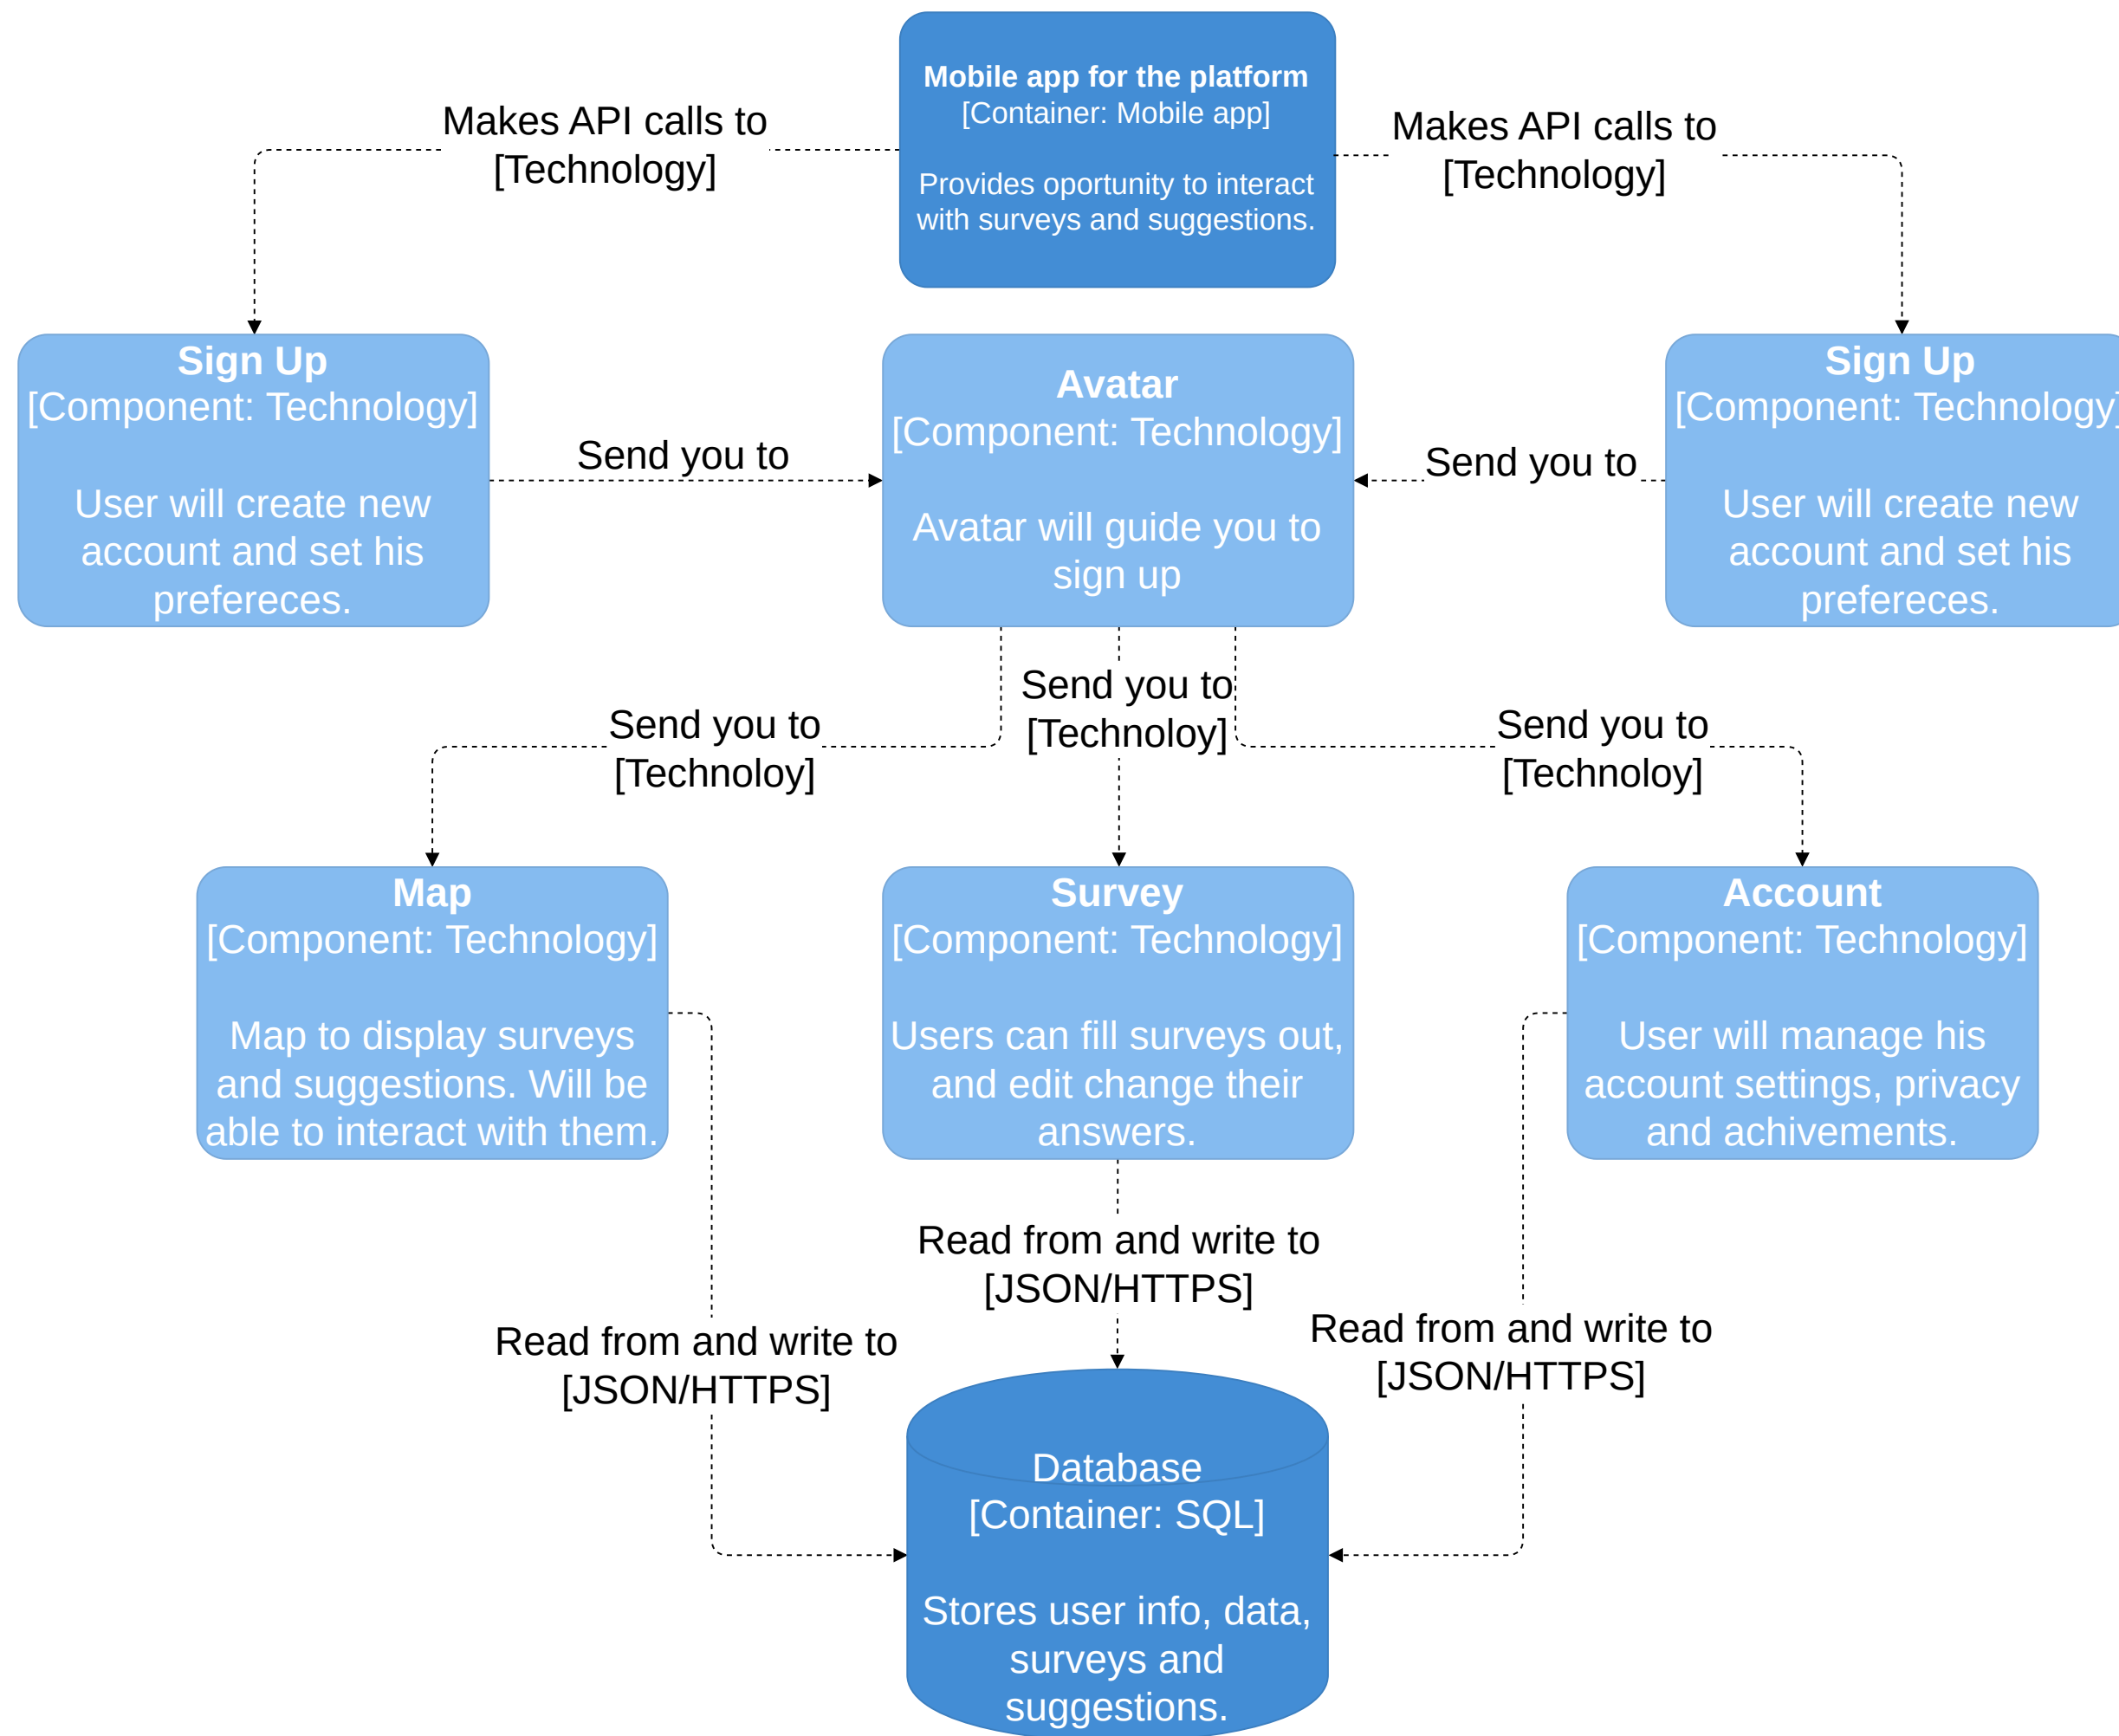 Mobile app for the platform
[Container: Mobile app]
Provides oportunity to interact
with surveys and suggestions.
Makes API calls to
[Technology]
Makes API calls to
[Technology]
Sign Up
[Component: Technology]
User will create new
account and set his
prefereces.
Send you to
Avatar
[Component: Technology]
Avatar will guide you to
sign up
Send you to
Sign Up
[Component: Technology]
User will create new
account and set his
prefereces.
Send you to
[Technoloy]
Send you to
[Technoloy]
Send you to
[Technoloy]
Map
[Component: Technology]
Map to display surveys
and suggestions. Will be
able to interact with them.
Survey
[Component: Technology]
Users can fill surveys out,
and edit change their
answers.
Account
[Component: Technology]
User will manage his
account settings, privacy
and achivements.
Read from and write to
[JSON/HTTPS]
Read from and write to
[JSON/HTTPS]
Read from and write to
[JSON/HTTPS]
Database
[Container: SQL]
Stores user info, data,
surveys and
suggestions.